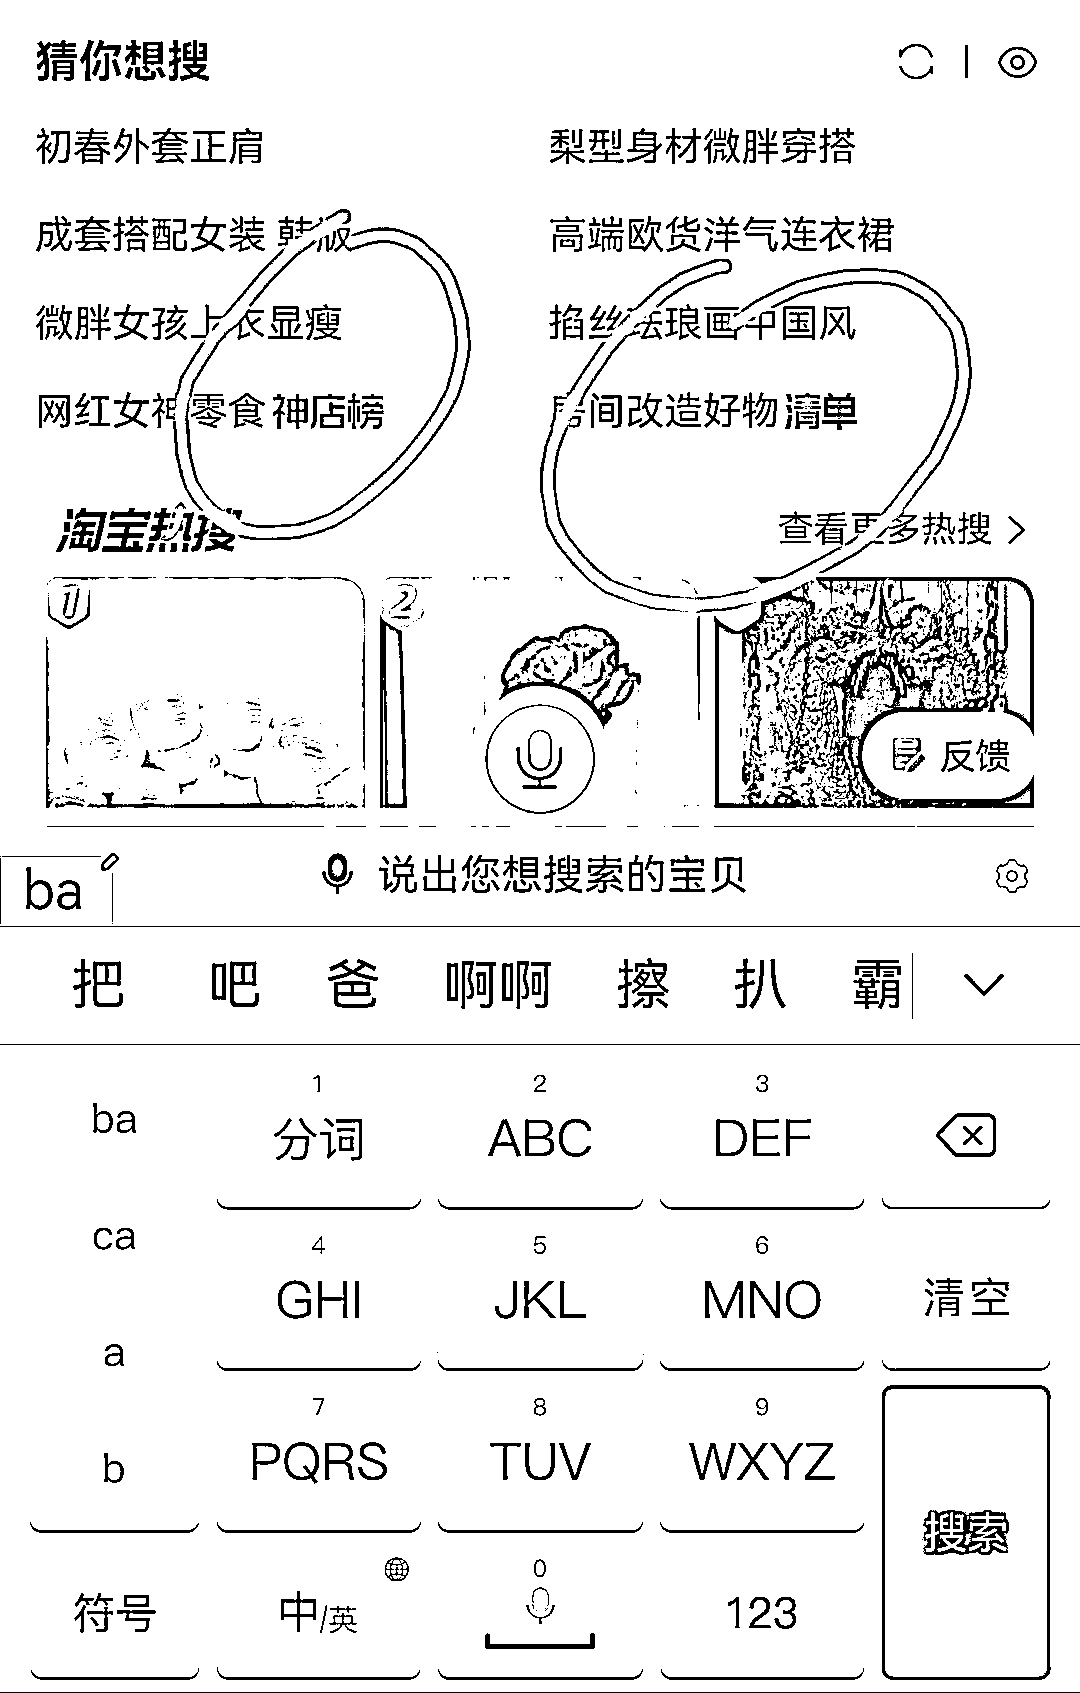 猜你想搜
初春外套正肩 梨型身材微胖穿搭
成套搭配女装 韩版 高端欧货洋气连衣裙
微胖女孩上衣显瘦 掐丝珐琅画中国风
网红女神零食 神店榜 房间改造好物 清单
淘宝热搜 查看更多热搜
1 2
反馈
ba 说出您想搜索的宝贝
把 吧 爸 啊啊 擦 扒 霸
ba 1 分词 2 ABC 3 DEF
ca 4 GHI 5 JKL 6 MNO 清空
a
7 PQRS 8 TUV 9 WXYZ
b
搜索
符号 中/英 0 123